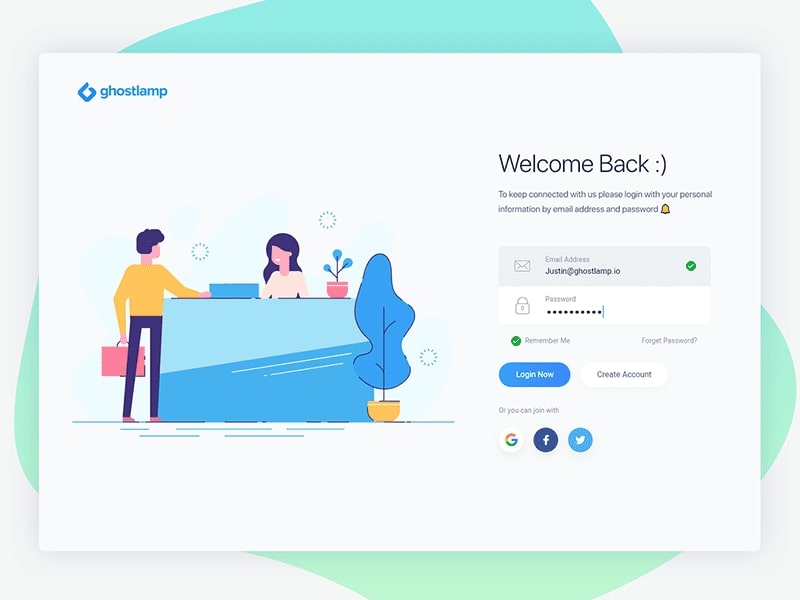 ghostlamp
Welcome Back :)
To keep connected with us please login with your personal
information by email address and password 🔔
Email Address
Justin@ghostlamp.io
Password
••••••••••
Remember Me
Forget Password?
Login Now
Create Account
Or you can join with